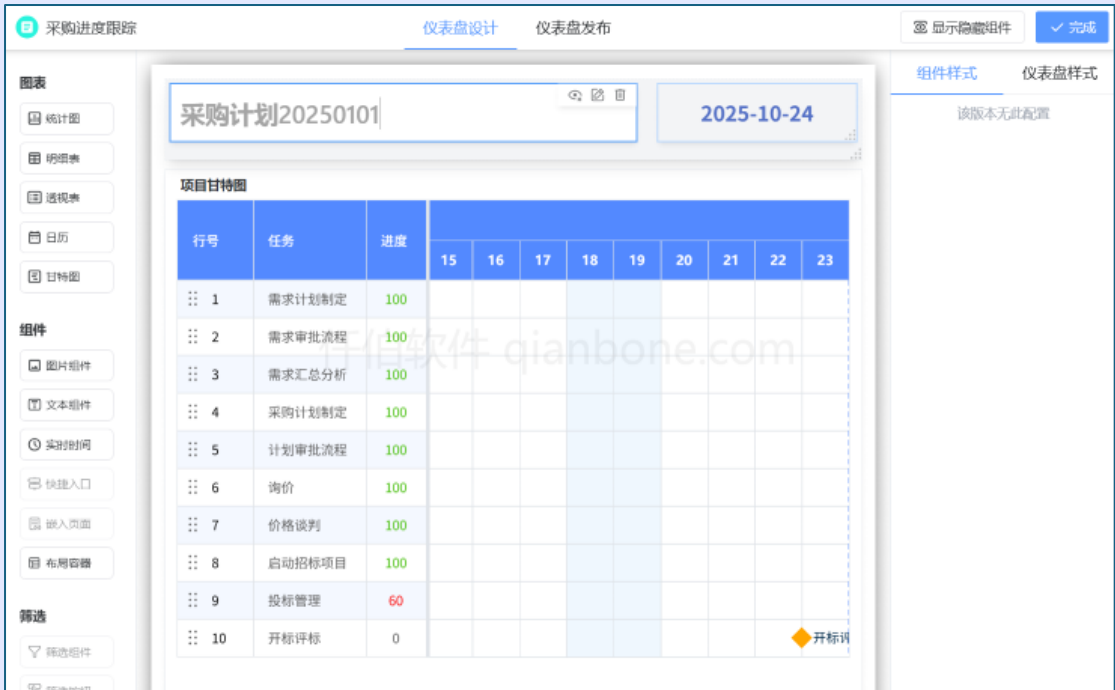 采购进度跟踪
仪表盘设计 仪表盘发布
显示隐藏组件 完成
图表
统计图
明细表
透视表
日历
甘特图
组件
图片组件
文本组件
实时时间
快捷入口
嵌入页面
布局容器
筛选
筛选组件
采购计划20250101
2025-10-24
项目甘特图
行号 任务 进度 15 16 17 18 19 20 21 22 23
1 需求计划制定 100
2 需求审批流程 100
3 需求汇总分析 100
4 采购计划制定 100
5 计划审批流程 100
6 询价 100
7 价格谈判 100
8 启动招标项目 100
9 投标管理 60
10 开标评标 0 开标评
仟伯软件 qianbone.com
组件样式 仪表盘样式
该版本无此配置